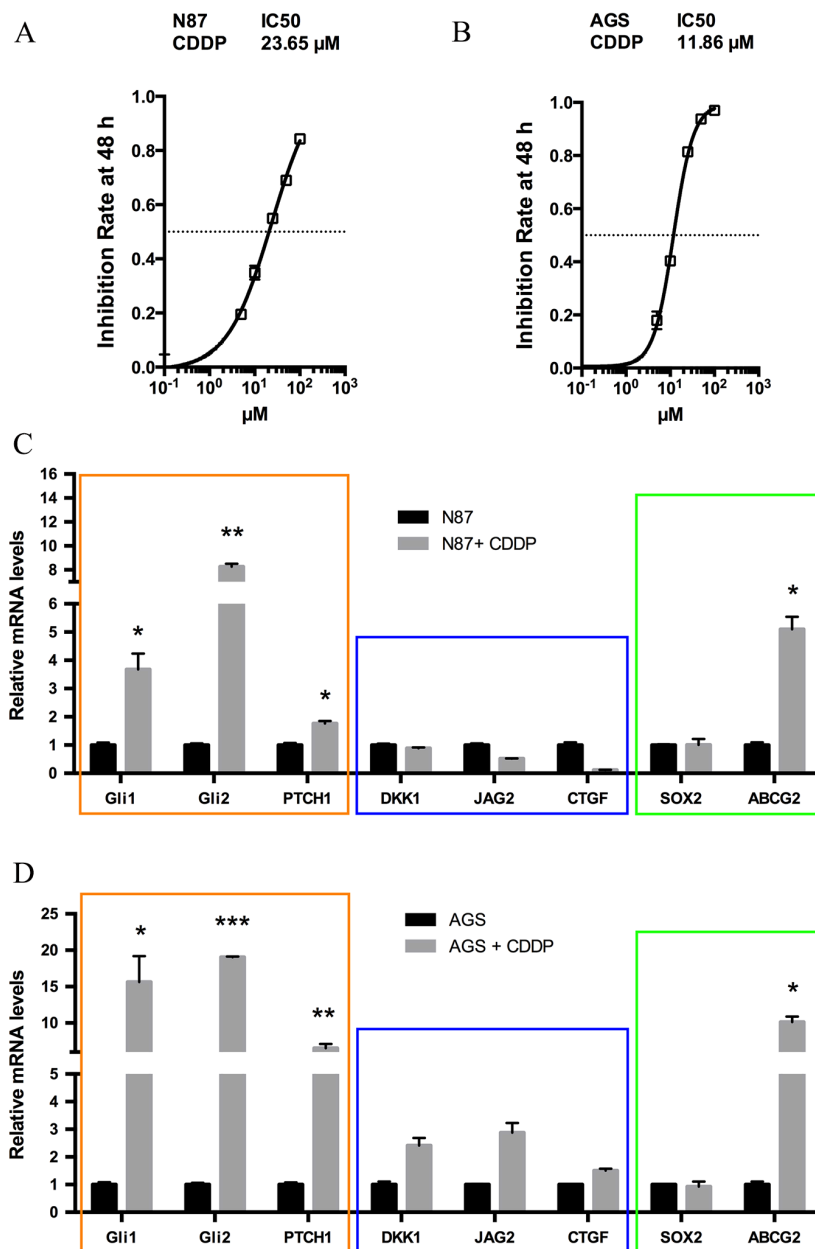 A
N87 IC50
CDDP 23.65 µM
Inhibition Rate at 48 h
1.0
0.8
0.6
0.4
0.2
0.0
10-1 100 101 102 103
µM
B
AGS IC50
CDDP 11.86 µM
Inhibition Rate at 48 h
1.0
0.8
0.6
0.4
0.2
0.0
10-1 100 101 102 103
µM
C
Relative mRNA levels
16
14
12
10
8
6
5
4
3
2
1
0
N87
N87+ CDDP
* ** * *
Gli1 Gli2 PTCH1 DKK1 JAG2 CTGF SOX2 ABCG2
D
Relative mRNA levels
25
20
15
10
5
4
3
2
1
0
AGS
AGS + CDDP
* *** ** *
Gli1 Gli2 PTCH1 DKK1 JAG2 CTGF SOX2 ABCG2